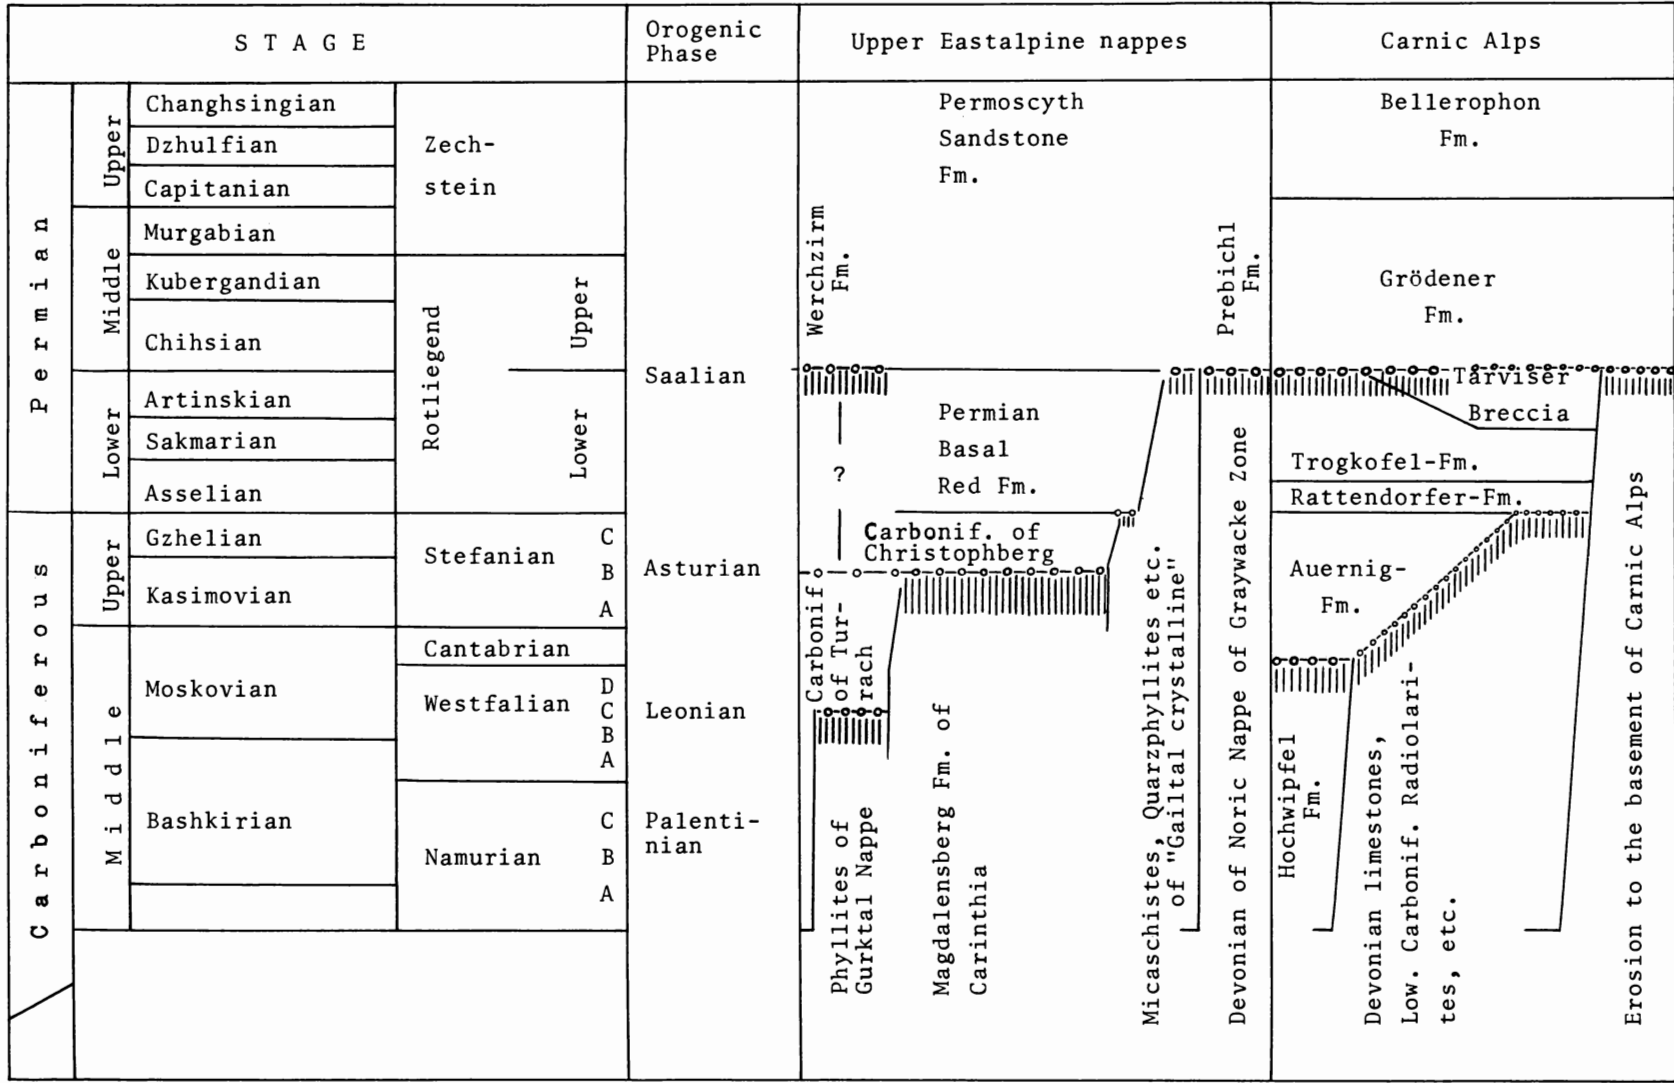 STAGE
Orogenic
Phase
Upper Eastalpine nappes
Carnic Alps
Permian
Upper
Changhsingian
Dzhulfian
Capitanian
Middle
Murgabian
Kubergandian
Chihsian
Lower
Artinskian
Sakmarian
Asselian
Carboniferous
Upper
Gzhelian
Kasimovian
Middle
Moskovian
Bashkirian
Zech-
stein
Rotliegend
Upper
Lower
Stefanian
C
B
A
Cantabrian
Westfalian
D
C
B
A
Namurian
C
B
A
Saalian
Asturian
Leonian
Palenti-
nian
Permoscyth
Sandstone
Fm.
Werchzirm
Fm.
Prebichl
Fm.
?
Permian
Basal
Red Fm.
Carbonif. of
Christophberg
Carbonif
of Tur-
rach
Phyllites of
Gurktal Nappe
Magdalensberg Fm. of
Carinthia
Micaschistes, Quarzphyllites etc.
of "Gailtal crystalline"
Devonian of Noric Nappe of Graywacke Zone
Bellerophon
Fm.
Grödener
Fm.
Tarviser
Breccia
Trogkofel-Fm.
Rattendorfer-Fm.
Auernig-
Fm.
Hochwipfel
Fm.
Devonian limestones,
Low. Carbonif. Radiolari-
tes, etc.
Erosion to the basement of Carnic Alps